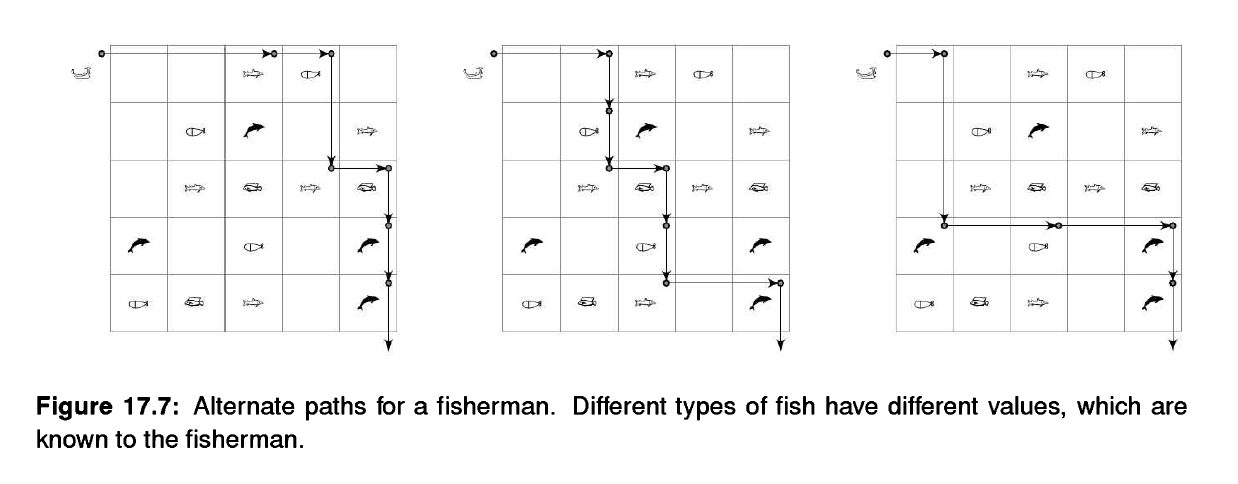 Figure 17.7: Alternate paths for a fisherman. Different types of fish have different values, which are
known to the fisherman.